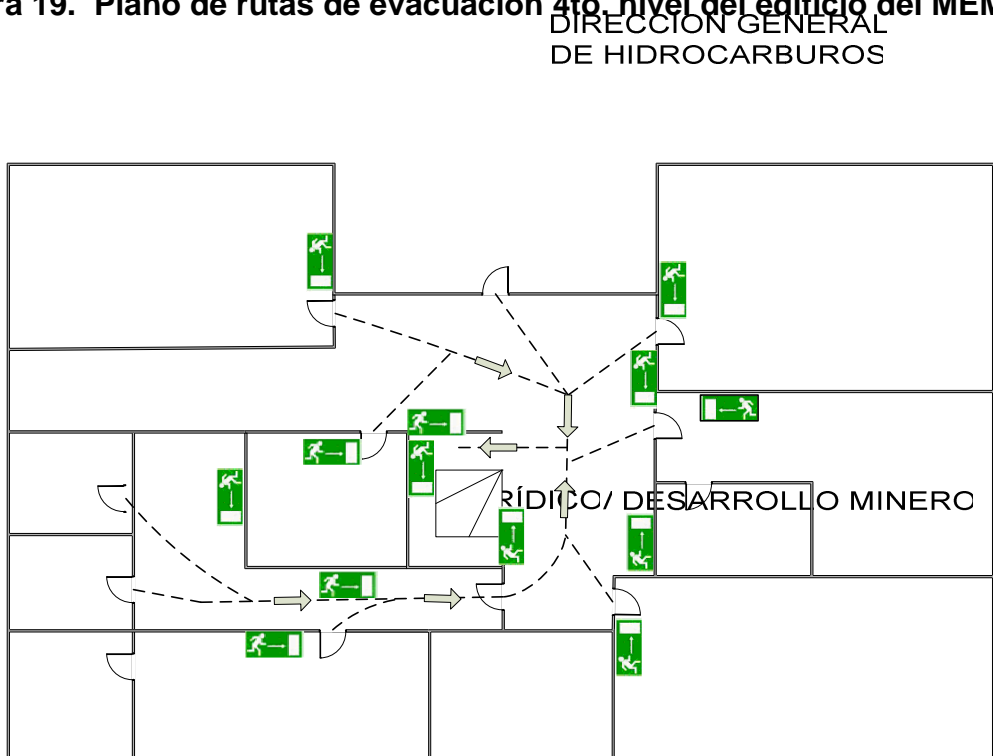 ra 19. Plano de rutas de evacuación 4to. nivel del edificio del MEM
DIRECCIÓN GENERAL
DE HIDROCARBUROS
RÍDICO/ DESARROLLO MINERO